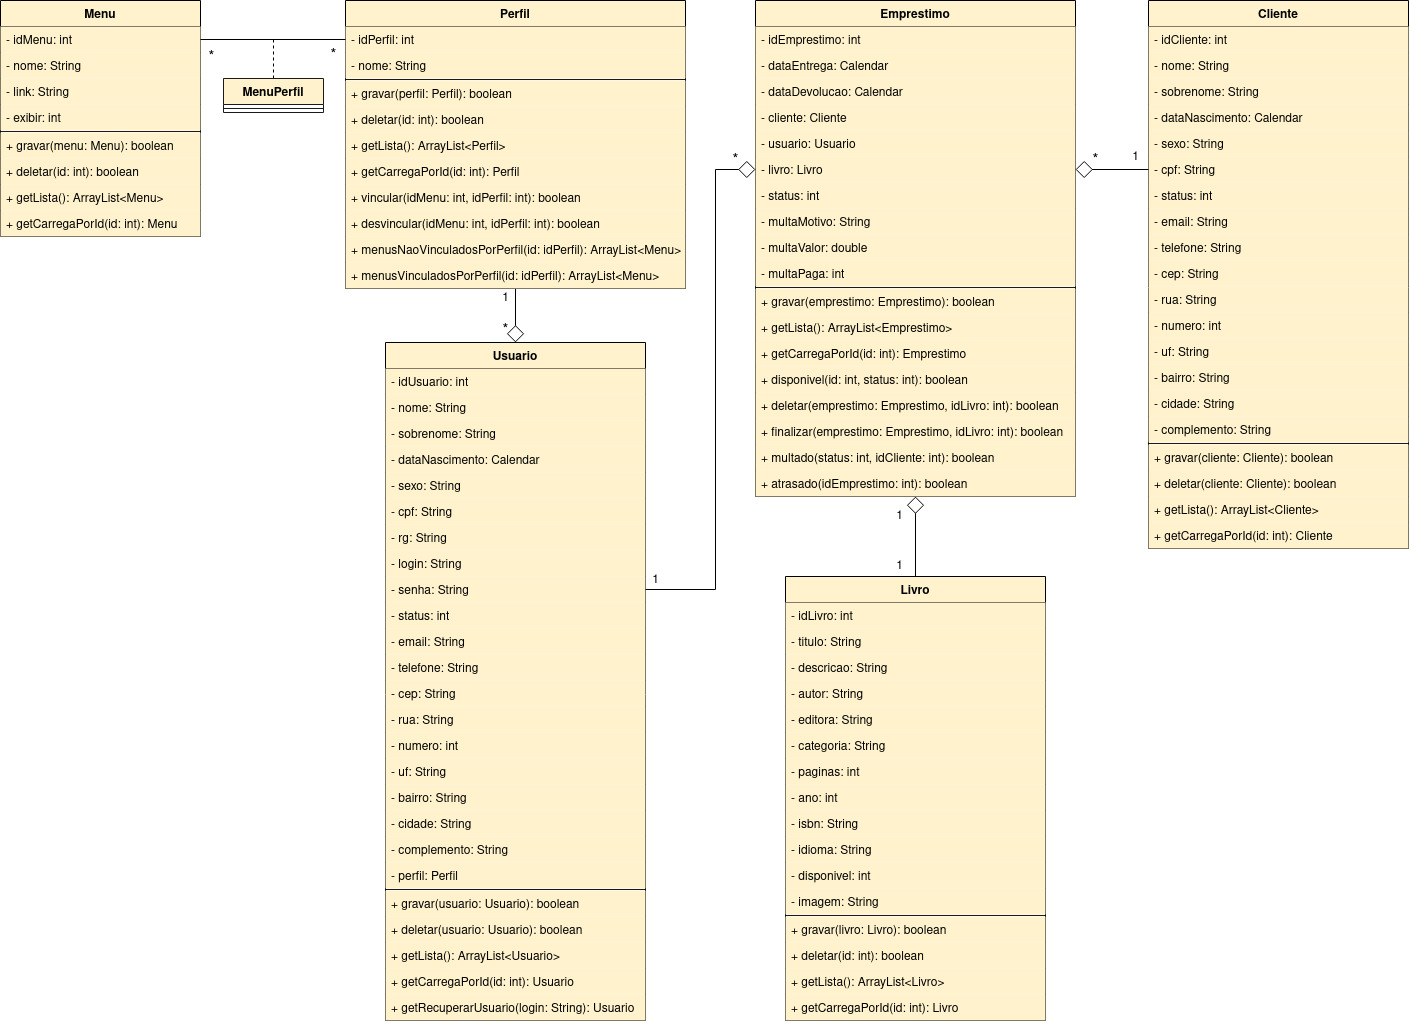 Menu
- idMenu: int
- nome: String
- link: String
- exibir: int
+ gravar(menu: Menu): boolean
+ deletar(id: int): boolean
+ getLista(): ArrayList<Menu>
+ getCarregaPorId(id: int): Menu
*
*
MenuPerfil
Perfil
- idPerfil: int
- nome: String
+ gravar(perfil: Perfil): boolean
+ deletar(id: int): boolean
+ getLista(): ArrayList<Perfil>
+ getCarregaPorId(id: int): Perfil
+ vincular(idMenu: int, idPerfil: int): boolean
+ desvincular(idMenu: int, idPerfil: int): boolean
+ menusNaoVinculadosPorPerfil(id: idPerfil): ArrayList<Menu>
+ menusVinculadosPorPerfil(id: idPerfil): ArrayList<Menu>
1
*
Usuario
- idUsuario: int
- nome: String
- sobrenome: String
- dataNascimento: Calendar
- sexo: String
- cpf: String
- rg: String
- login: String
- senha: String
- status: int
- email: String
- telefone: String
- cep: String
- rua: String
- numero: int
- uf: String
- bairro: String
- cidade: String
- complemento: String
- perfil: Perfil
+ gravar(usuario: Usuario): boolean
+ deletar(usuario: Usuario): boolean
+ getLista(): ArrayList<Usuario>
+ getCarregaPorId(id: int): Usuario
+ getRecuperarUsuario(login: String): Usuario
1
*
Emprestimo
- idEmprestimo: int
- dataEntrega: Calendar
- dataDevolucao: Calendar
- cliente: Cliente
- usuario: Usuario
- livro: Livro
- status: int
- multaMotivo: String
- multaValor: double
- multaPaga: int
+ gravar(emprestimo: Emprestimo): boolean
+ getLista(): ArrayList<Emprestimo>
+ getCarregaPorId(id: int): Emprestimo
+ disponivel(id: int, status: int): boolean
+ deletar(emprestimo: Emprestimo, idLivro: int): boolean
+ finalizar(emprestimo: Emprestimo, idLivro: int): boolean
+ multado(status: int, idCliente: int): boolean
+ atrasado(idEmprestimo: int): boolean
1
1
Livro
- idLivro: int
- titulo: String
- descricao: String
- autor: String
- editora: String
- categoria: String
- paginas: int
- ano: int
- isbn: String
- idioma: String
- disponivel: int
- imagem: String
+ gravar(livro: Livro): boolean
+ deletar(id: int): boolean
+ getLista(): ArrayList<Livro>
+ getCarregaPorId(id: int): Livro
*
1
Cliente
- idCliente: int
- nome: String
- sobrenome: String
- dataNascimento: Calendar
- sexo: String
- cpf: String
- status: int
- email: String
- telefone: String
- cep: String
- rua: String
- numero: int
- uf: String
- bairro: String
- cidade: String
- complemento: String
+ gravar(cliente: Cliente): boolean
+ deletar(cliente: Cliente): boolean
+ getLista(): ArrayList<Cliente>
+ getCarregaPorId(id: int): Cliente